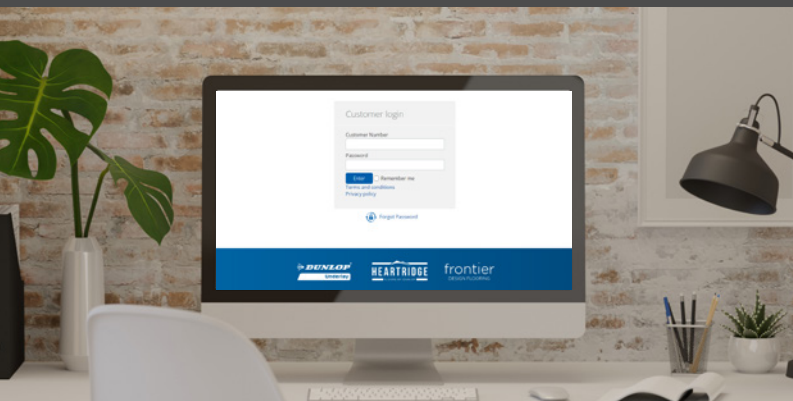 Customer login
Customer Number
Password
Enter
Remember me
Terms and conditions
Privacy policy
Forgot Password
DUNLOP
Underlay
HEARTRIDGE
frontier
DESIGN FLOORING